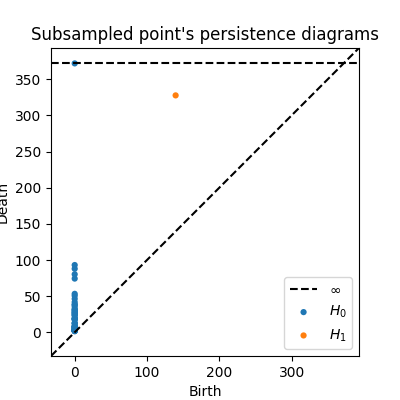 Subsampled point's persistence diagrams
Death
350
300
250
200
150
100
50
0
0 100 200 300
Birth
∞
H₀
H₁